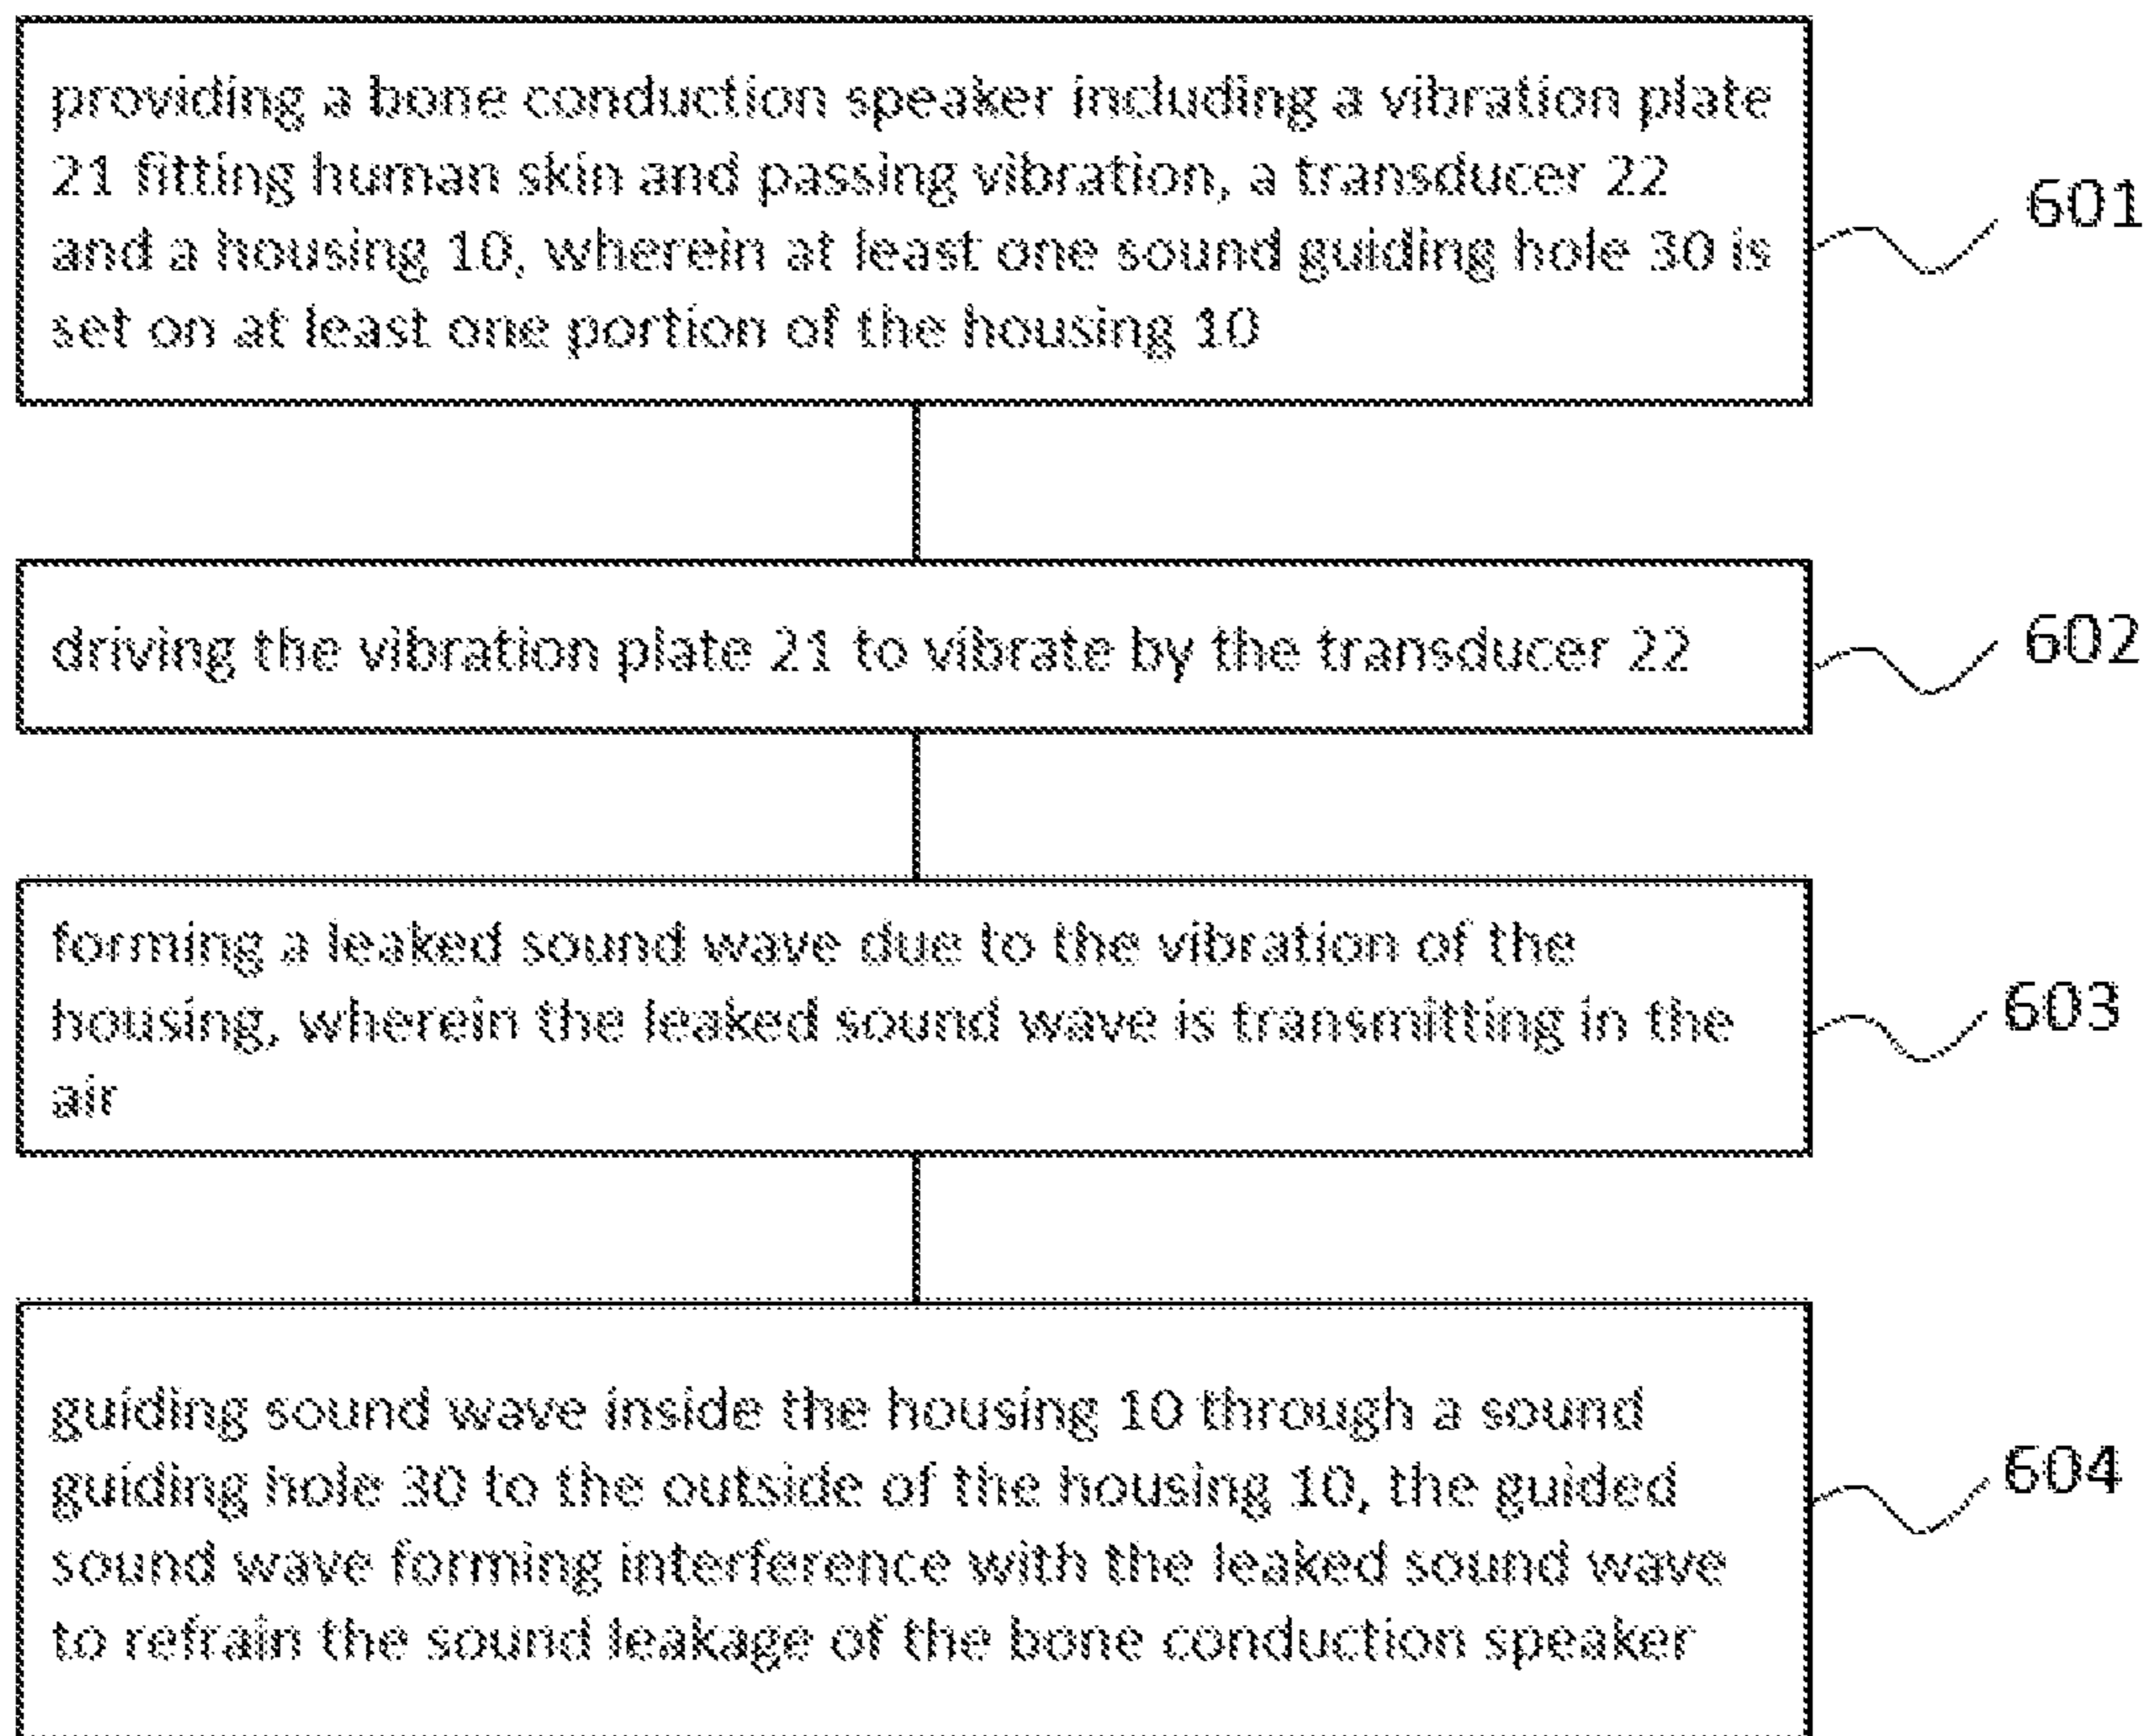 providing a bone conduction speaker including a vibration plate
21 fitting human skin and passing vibration, a transducer 22
and a housing 10, wherein at least one sound guiding hole 30 is
set on at least one portion of the housing 10
601
driving the vibration plate 21 to vibrate by the transducer 22
602
forming a leaked sound wave due to the vibration of the
housing, wherein the leaked sound wave is transmitting in the
air
603
guiding sound wave inside the housing 10 through a sound
guiding hole 30 to the outside of the housing 10, the guided
sound wave forming interference with the leaked sound wave
to refrain the sound leakage of the bone conduction speaker
604